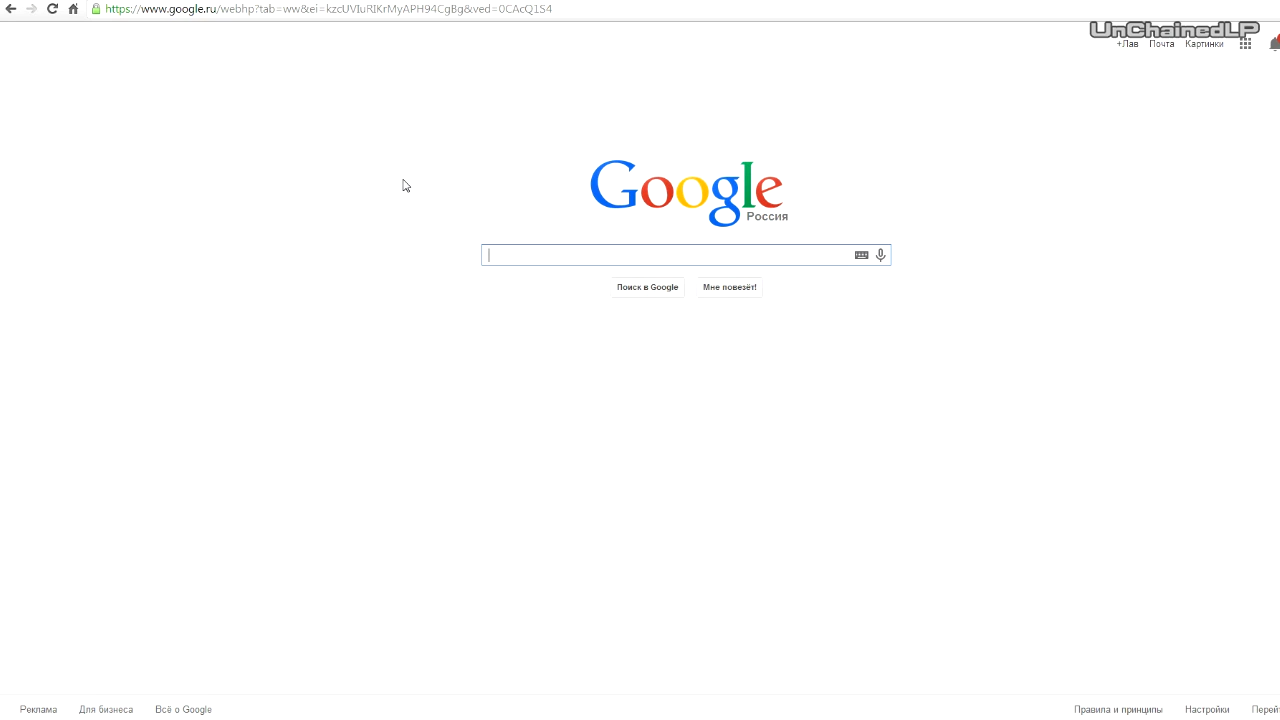 https://www.google.ru/webhp?tab=ww&ei=kzcUVIuRIKrMyAPH94CgBg&ved=0CAcQ1S4
UnChainedLP
+Лав Почта Картинки
Google
Россия
Поиск в Google Мне повезёт!
Реклама Для бизнеса Всё о Google Правила и принципы Настройки